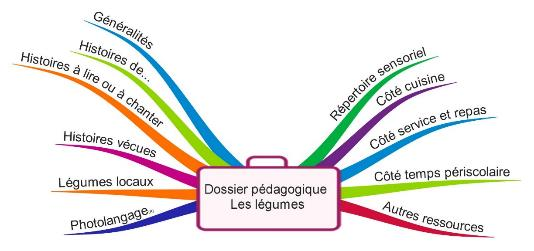 Généralités
Histoires de...
Histoires à lire ou à chanter
Histoires vécues
Légumes locaux
Photolangage
Dossier pédagogique
Les légumes
Répertoire sensoriel
Côté cuisine
Côté service et repas
Côté temps périscolaire
Autres ressources